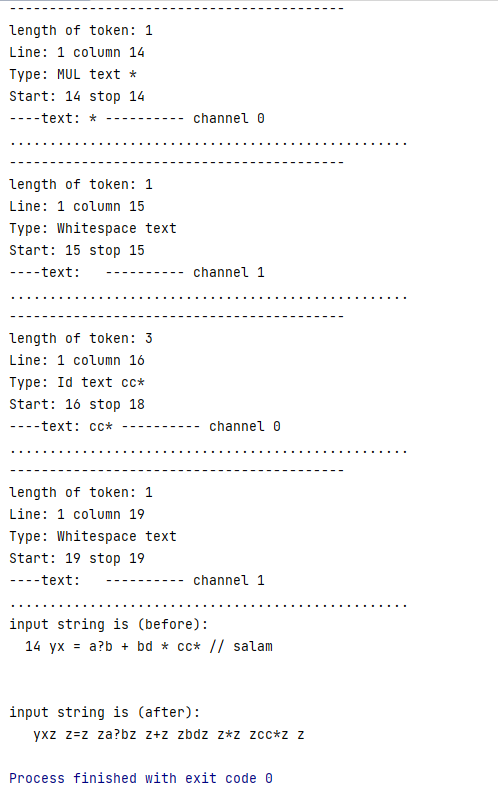 ------------------------------------------
length of token: 1
Line: 1 column 14
Type: MUL text *
Start: 14 stop 14
----text: * ---------- channel 0
..................................................
------------------------------------------
length of token: 1
Line: 1 column 15
Type: Whitespace text
Start: 15 stop 15
----text:   ---------- channel 1
..................................................
------------------------------------------
length of token: 3
Line: 1 column 16
Type: Id text cc*
Start: 16 stop 18
----text: cc* ---------- channel 0
..................................................
------------------------------------------
length of token: 1
Line: 1 column 19
Type: Whitespace text
Start: 19 stop 19
----text:   ---------- channel 1
..................................................
input string is (before):
  14 yx = a?b + bd * cc* // salam
input string is (after):
   yxz z=z za?bz z+z zbdz z*z zcc*z z
Process finished with exit code 0